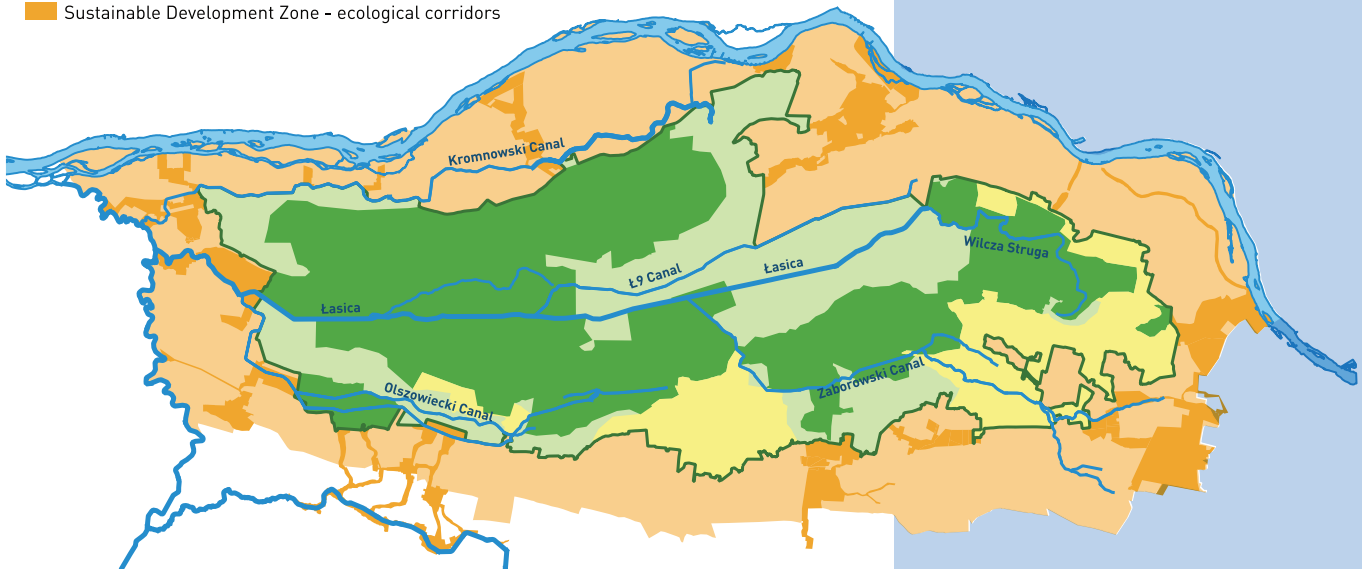 Sustainable Development Zone - ecological corridors
Kromnowski Canal
Wilcza Struga
Ł9 Canal
Łasica
Łasica
Zaborowski Canal
Olszowiecki Canal